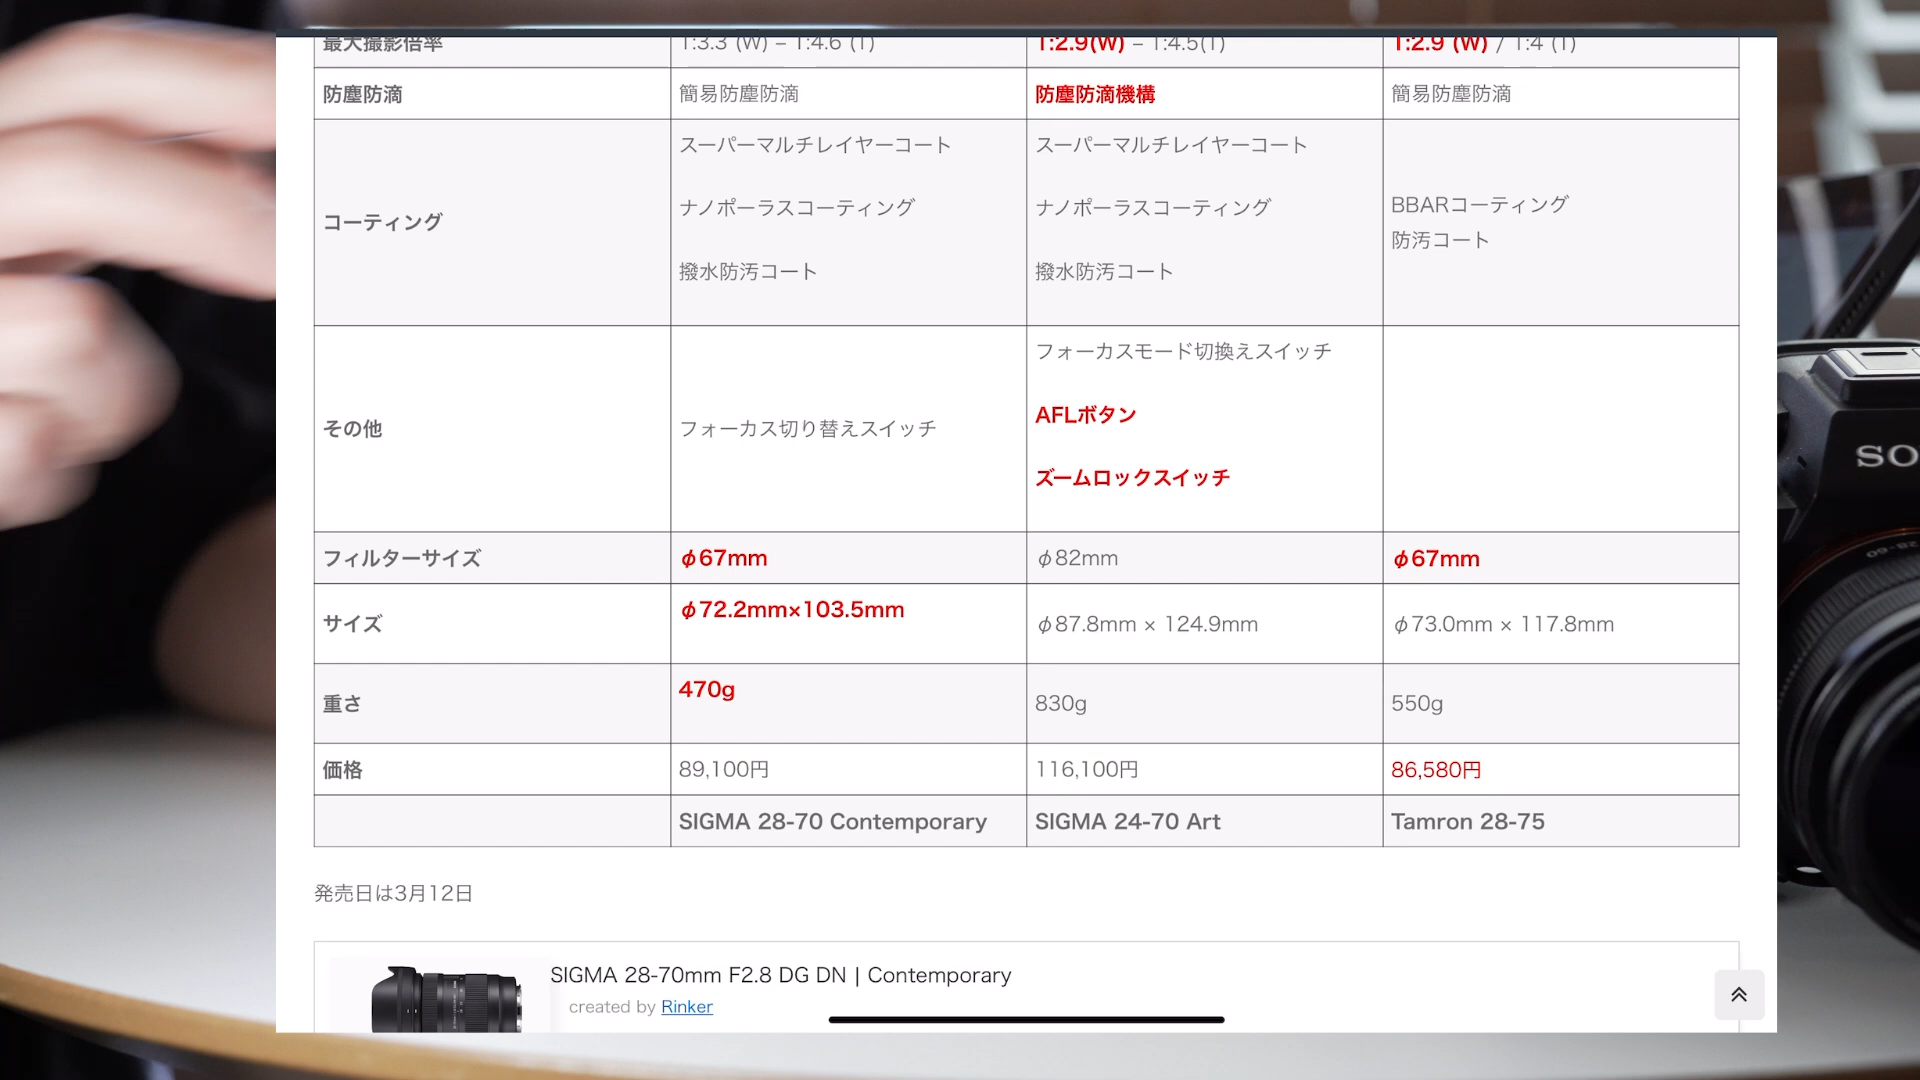 最大撮影倍率
1:3.3 (W) – 1:4.6 (T)
1:2.9(W) – 1:4.5(T)
1:2.9 (W) / 1:4 (T)
防塵防滴
簡易防塵防滴
防塵防滴機構
簡易防塵防滴
コーティング
スーパーマルチレイヤーコート
ナノポーラスコーティング
撥水防汚コート
スーパーマルチレイヤーコート
ナノポーラスコーティング
撥水防汚コート
BBARコーティング
防汚コート
その他
フォーカス切り替えスイッチ
フォーカスモード切換えスイッチ
AFLボタン
ズームロックスイッチ
フィルターサイズ
φ67mm
φ82mm
φ67mm
サイズ
φ72.2mm×103.5mm
φ87.8mm × 124.9mm
φ73.0mm × 117.8mm
重さ
470g
830g
550g
価格
89,100円
116,100円
86,580円
SIGMA 28-70 Contemporary
SIGMA 24-70 Art
Tamron 28-75
発売日は3月12日
SIGMA 28-70mm F2.8 DG DN | Contemporary
created by Rinker
SO
28-60